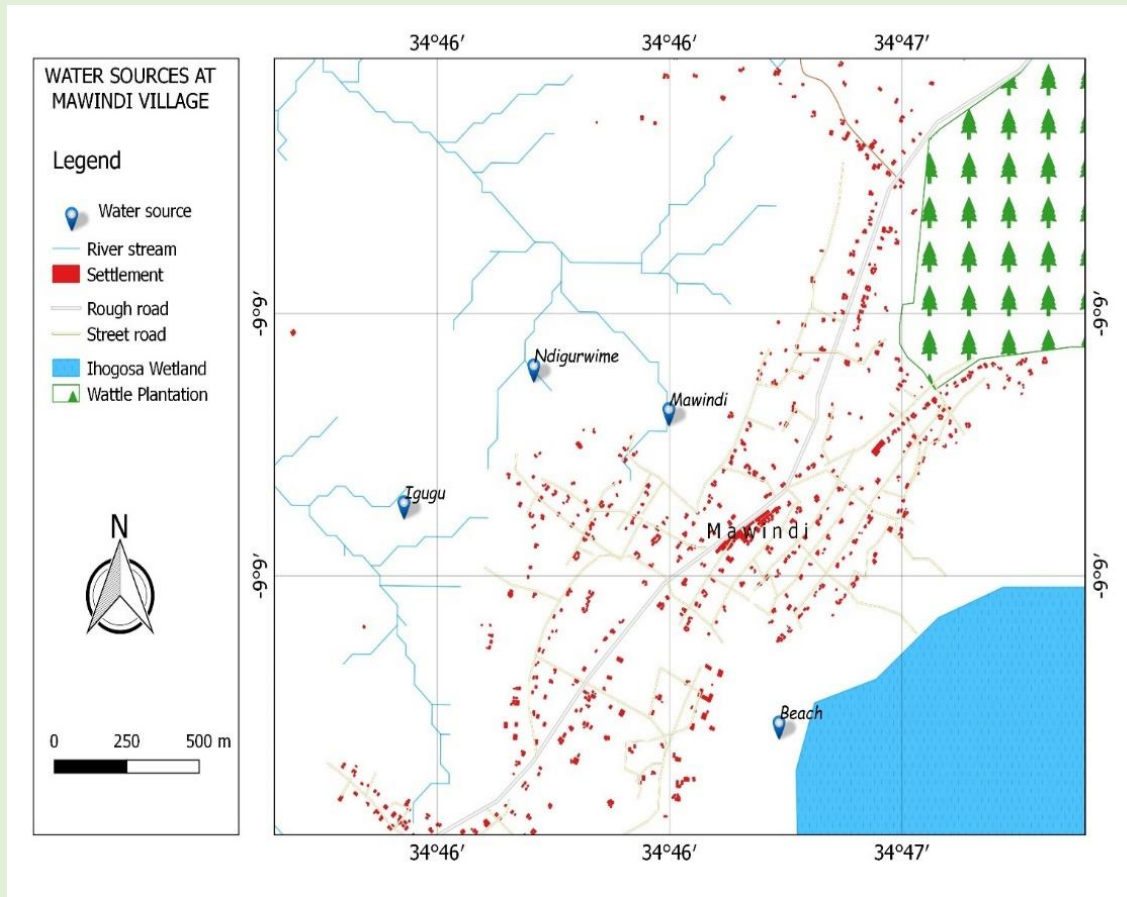 WATER SOURCES AT
MAWINDI VILLAGE
Legend
Water source
River stream
Settlement
Rough road
Street road
Ihogosa Wetland
Wattle Plantation
N
0 250 500 m
34°46′ 34°46′ 34°47′
-9°9′ -9°9′
Ndigurwime
Mawindi
Igugu
Mawindi
-9°9′ -9°9′
Beach
34°46′ 34°46′ 34°47′